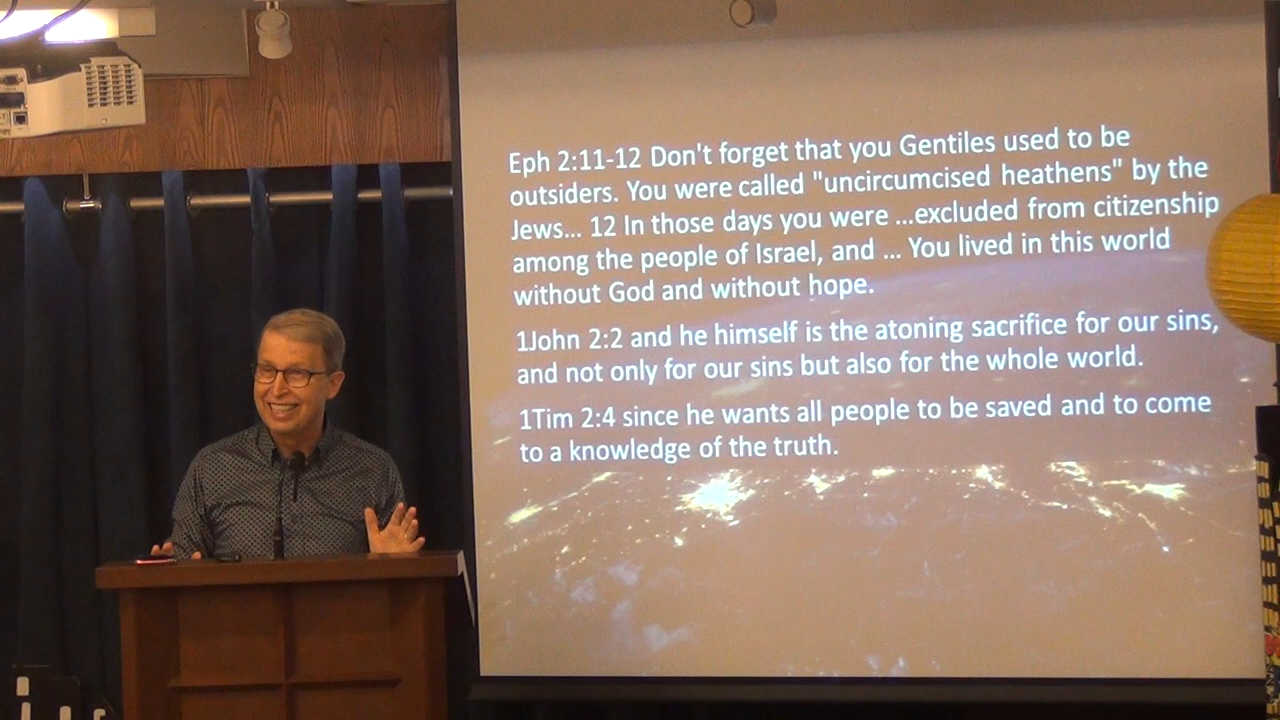 Eph 2:11-12 Don't forget that you Gentiles used to be
outsiders. You were called "uncircumcised heathens" by the
Jews... 12 In those days you were ...excluded from citizenship
among the people of Israel, and ... You lived in this world
without God and without hope.
1John 2:2 and he himself is the atoning sacrifice for our sins,
and not only for our sins but also for the whole world.
1Tim 2:4 since he wants all people to be saved and to come
to a knowledge of the truth.